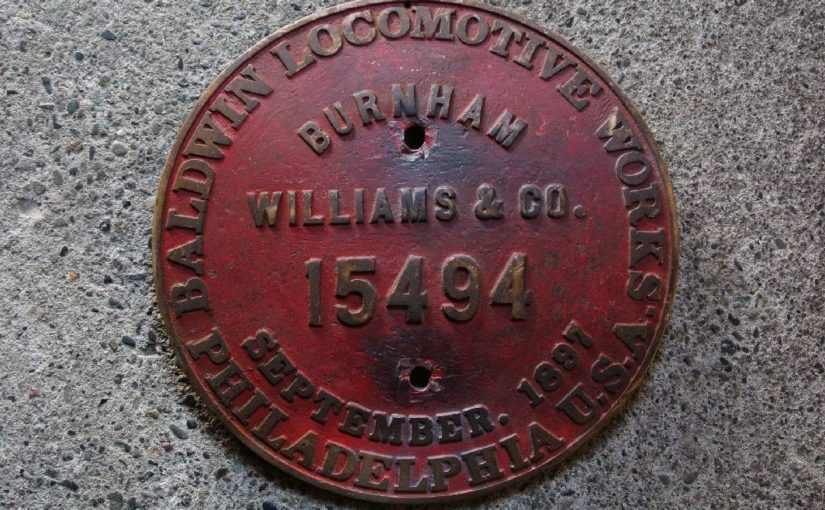 BALDWIN LOCOMOTIVE WORKS
BURNHAM
WILLIAMS & CO.
15494
SEPTEMBER. 1897
PHILADELPHIA U.S.A.